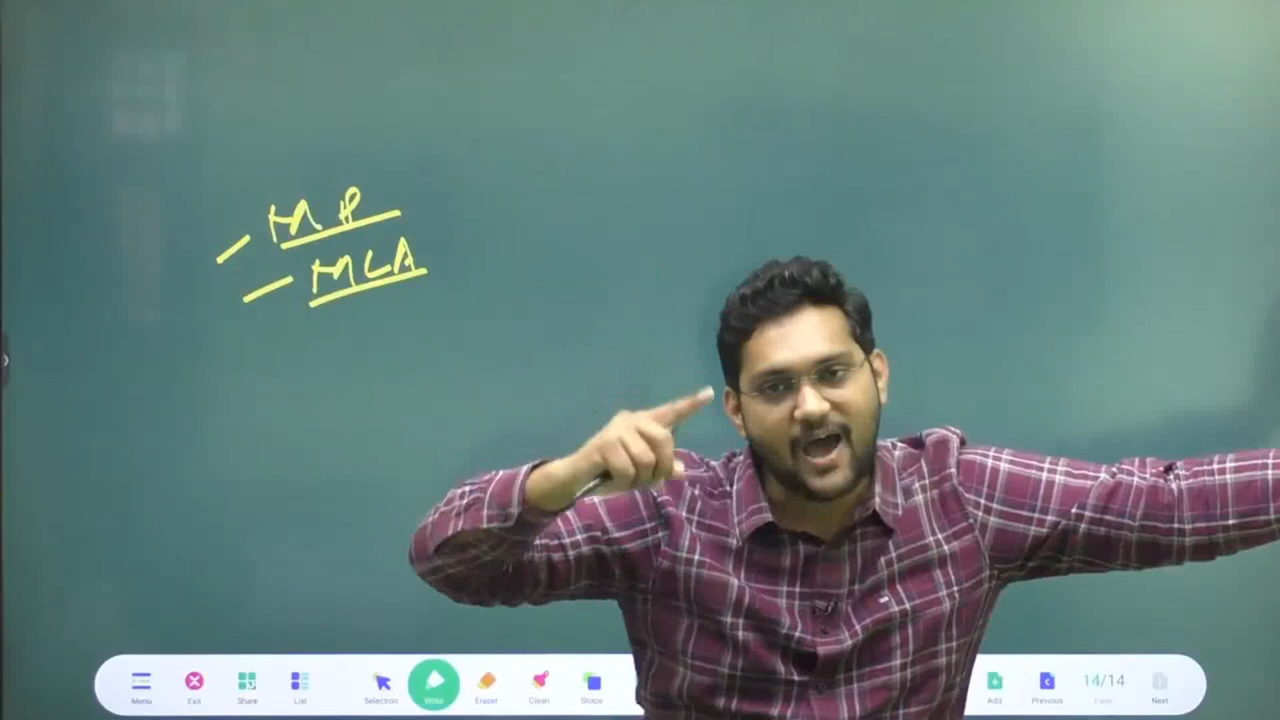 - MP
- MLA
Menu Exit Share List Selection Write Eraser Clean Shape Add Previous 14/14 Next